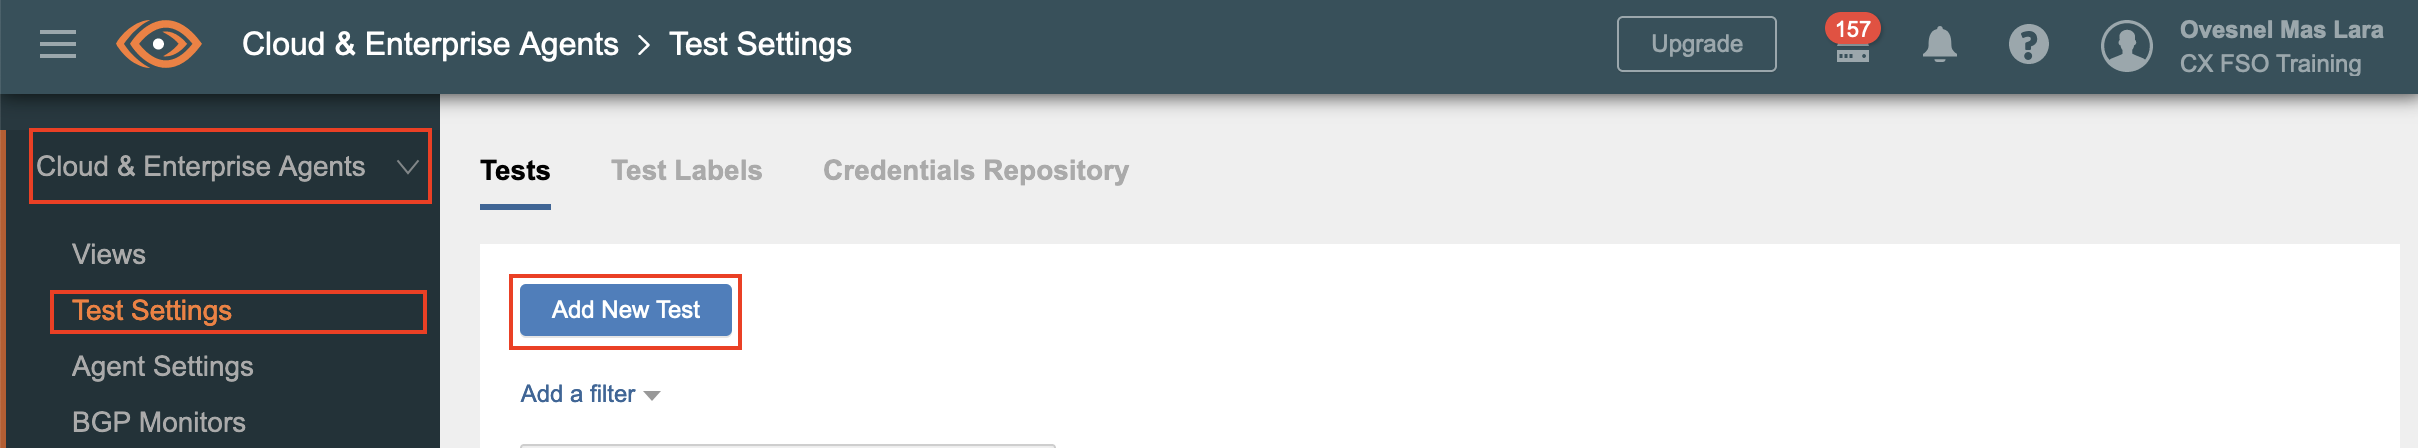 Cloud & Enterprise Agents > Test Settings
Upgrade
157
?
Ovesnel Mas Lara
CX FSO Training
Cloud & Enterprise Agents
Views
Test Settings
Agent Settings
BGP Monitors
Tests Test Labels Credentials Repository
Add New Test
Add a filter